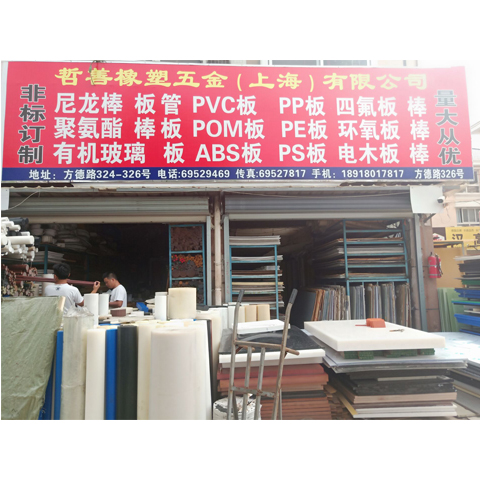 哲善橡塑五金(上海)有限公司
非标订制
尼龙棒 板管 PVC板 PP板 四氟板 棒
聚氨酯 棒板 POM板 PE板 环氧板 棒
有机玻璃 板 ABS板 PS板 电木板 棒
量大从优
地址：方德路324-326号 电话:69529469 传真:69527817 手机：18918017817 方德路326号